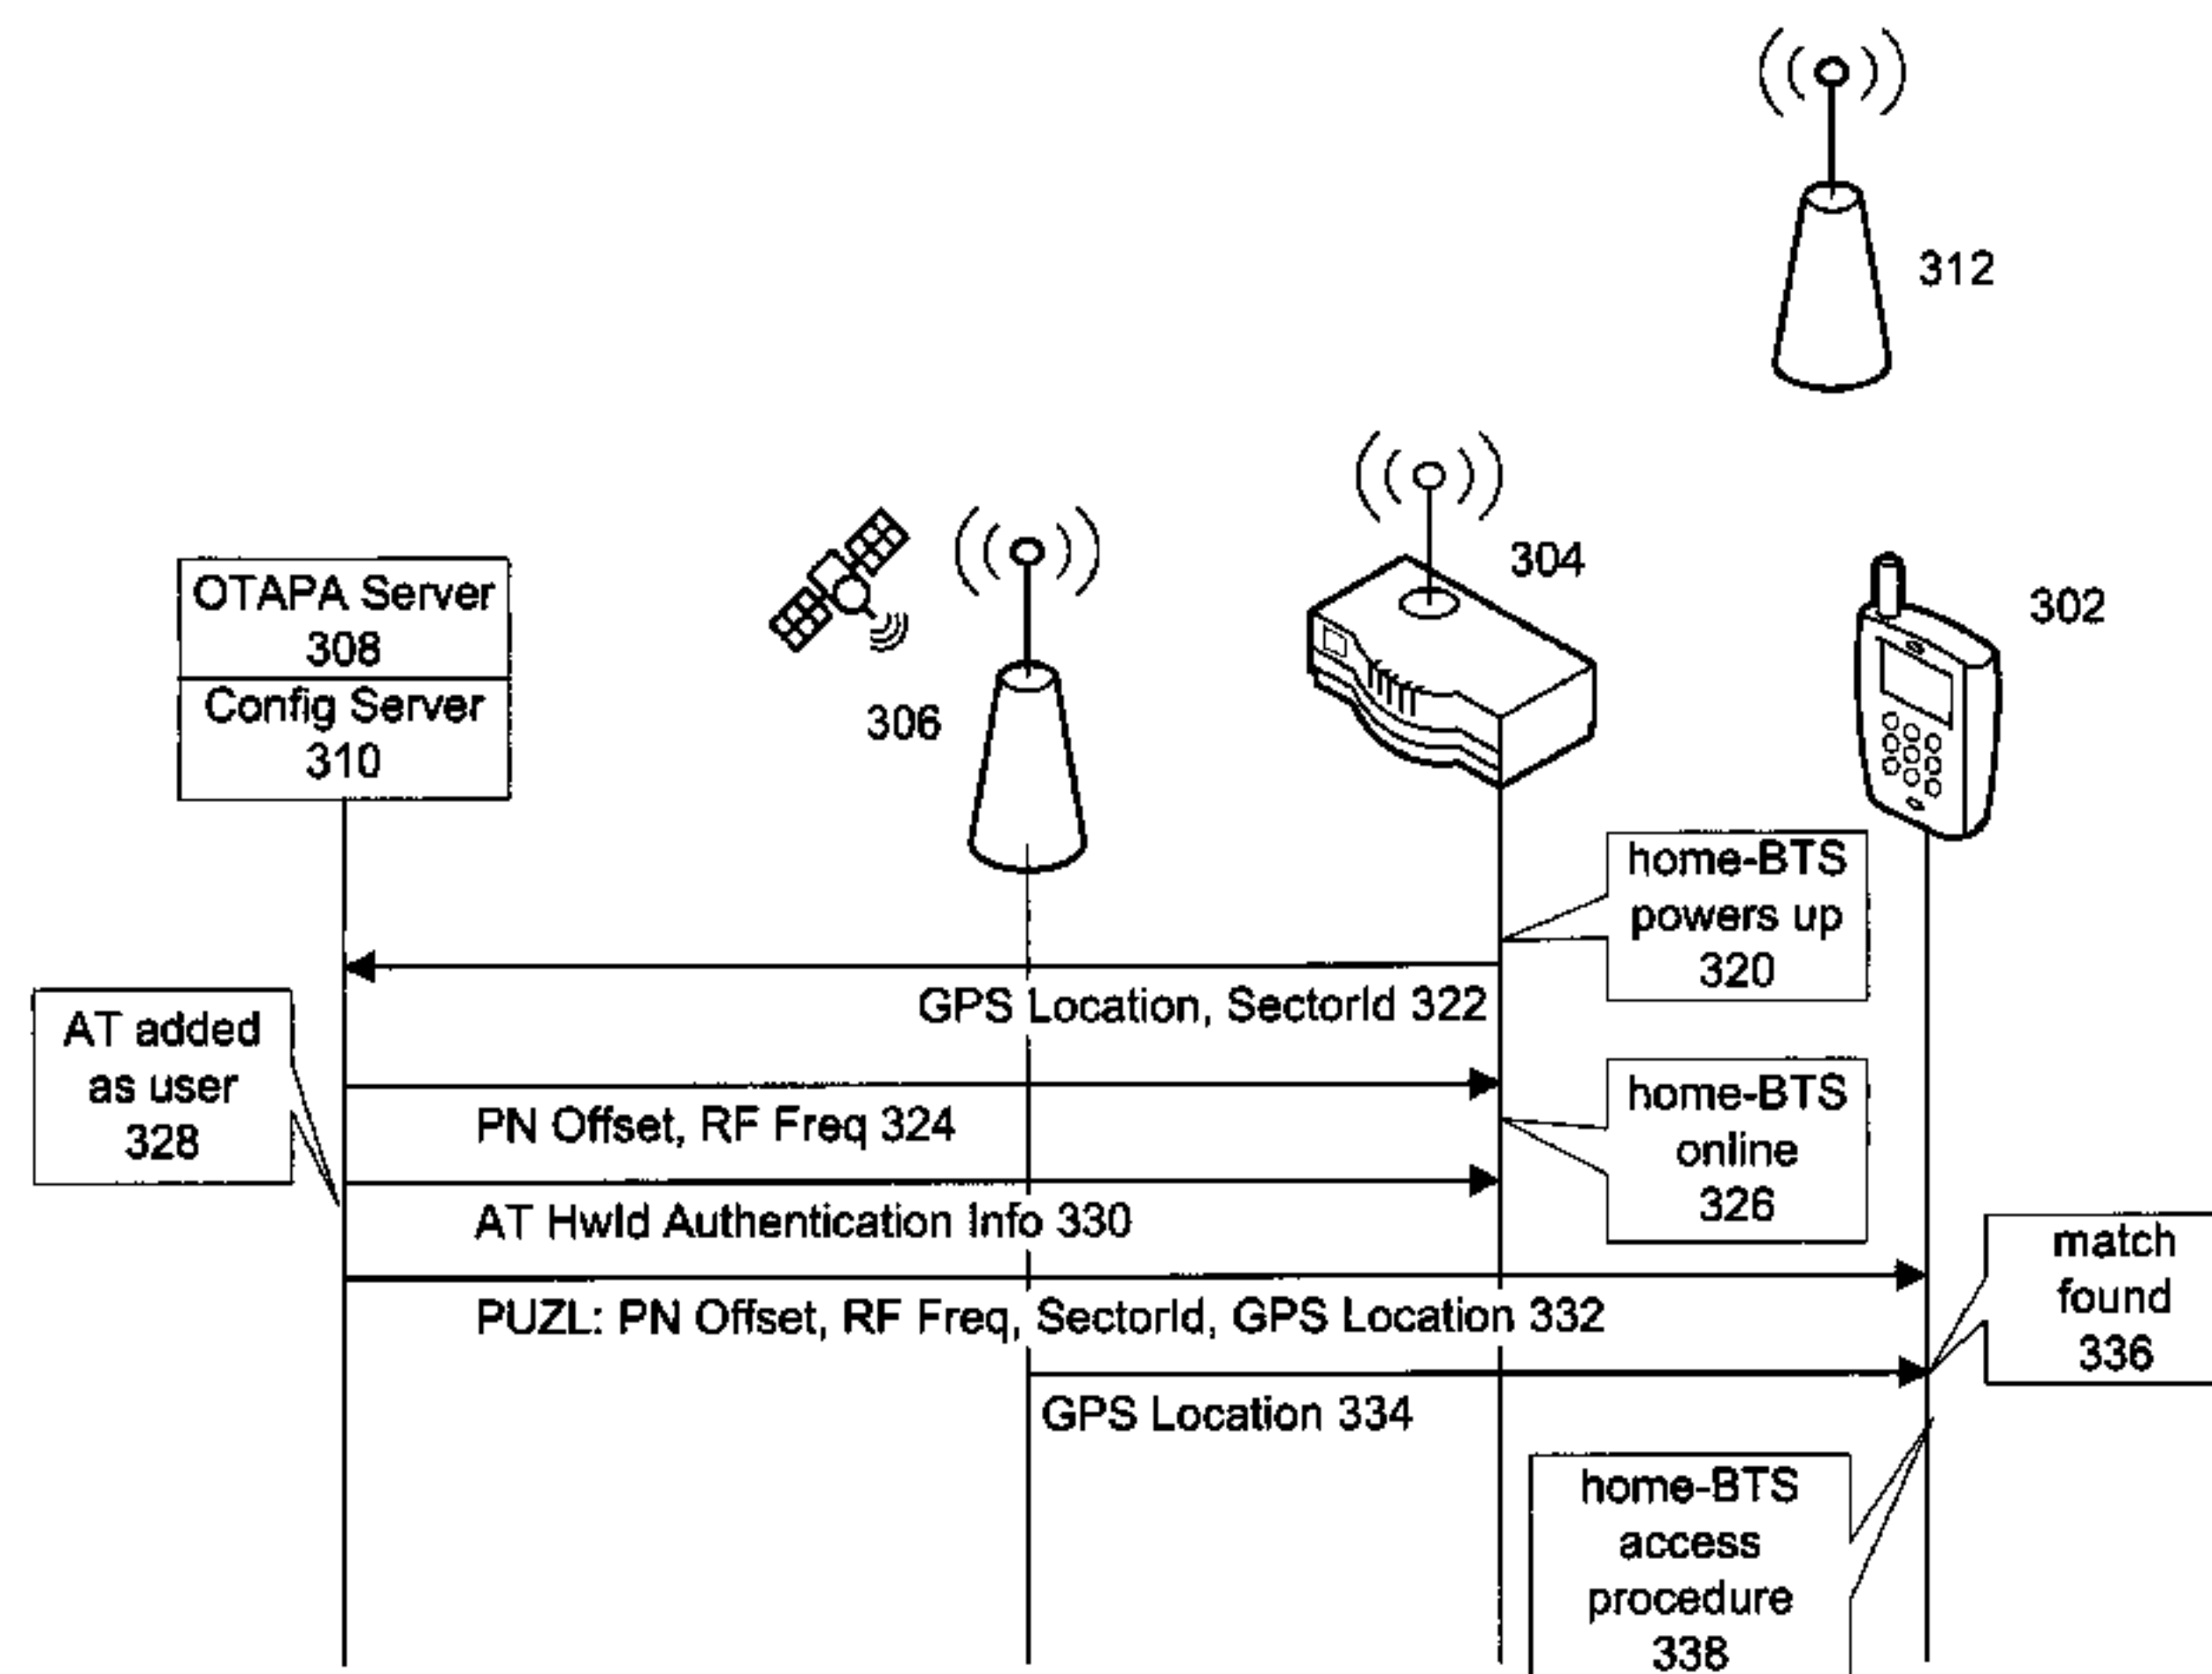 312
304
302
OTAPA Server
308
Config Server
310
306
home-BTS
powers up
320
GPS Location, SectorId 322
AT added
as user
328
PN Offset, RF Freq 324
home-BTS
online
326
AT HwId Authentication Info 330
match
found
336
PUZL: PN Offset, RF Freq, SectorId, GPS Location 332
GPS Location 334
home-BTS
access
procedure
338